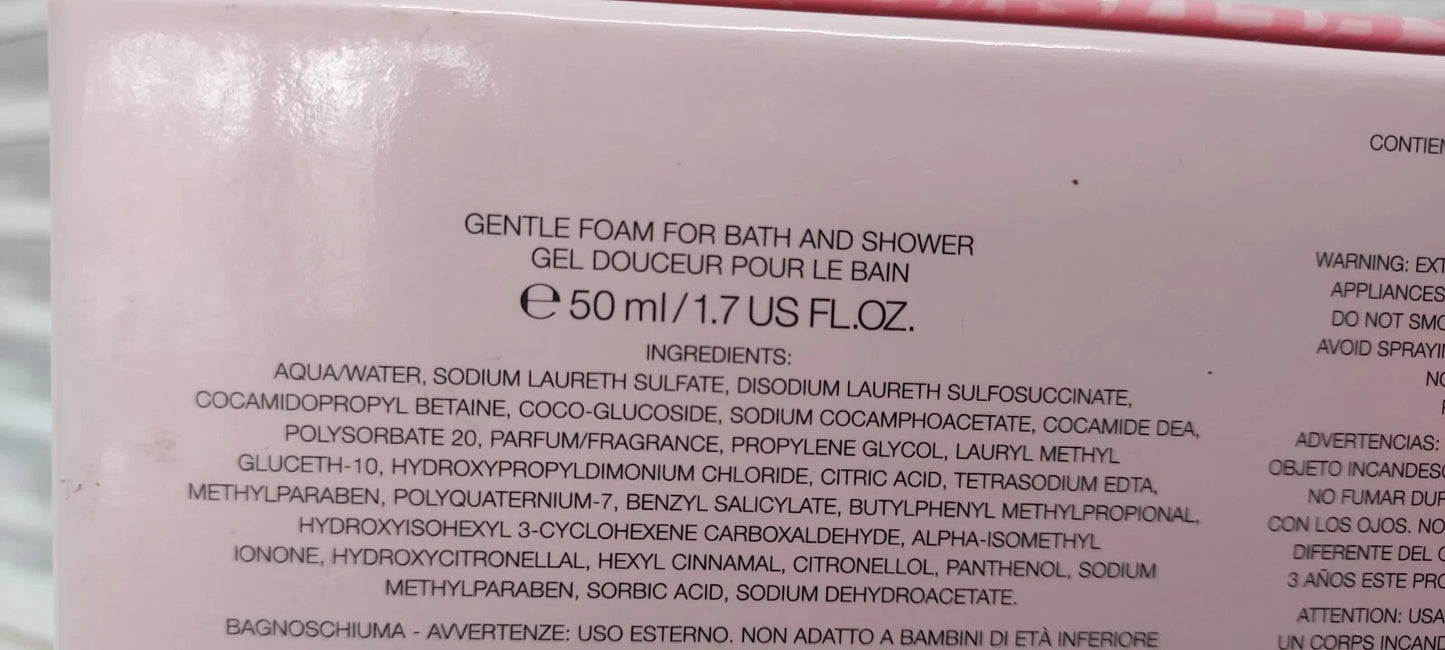 GENTLE FOAM FOR BATH AND SHOWER
GEL DOUCEUR POUR LE BAIN
℮ 50 ml / 1.7 US FL.OZ.
INGREDIENTS:
AQUA/WATER, SODIUM LAURETH SULFATE, DISODIUM LAURETH SULFOSUCCINATE,
COCAMIDOPROPYL BETAINE, COCO-GLUCOSIDE, SODIUM COCAMPHOACETATE, COCAMIDE DEA,
POLYSORBATE 20, PARFUM/FRAGRANCE, PROPYLENE GLYCOL, LAURYL METHYL
GLUCETH-10, HYDROXYPROPYLDIMONIUM CHLORIDE, CITRIC ACID, TETRASODIUM EDTA,
METHYLPARABEN, POLYQUATERNIUM-7, BENZYL SALICYLATE, BUTYLPHENYL METHYLPROPIONAL,
HYDROXYISOHEXYL 3-CYCLOHEXENE CARBOXALDEHYDE, ALPHA-ISOMETHYL
IONONE, HYDROXYCITRONELLAL, HEXYL CINNAMAL, CITRONELLOL, PANTHENOL, SODIUM
METHYLPARABEN, SORBIC ACID, SODIUM DEHYDROACETATE.
BAGNOSCHIUMA - AVVERTENZE: USO ESTERNO. NON ADATTO A BAMBINI DI ETÀ INFERIORE
CONTIEN
WARNING: EXT
APPLIANCES
DO NOT SMO
AVOID SPRAYI
NO
ADVERTENCIAS:
OBJETO INCANDESC
NO FUMAR DUR
CON LOS OJOS. NO
DIFERENTE DEL
3 AÑOS ESTE PRO
ATTENTION: USA
UN CORPS INCAND